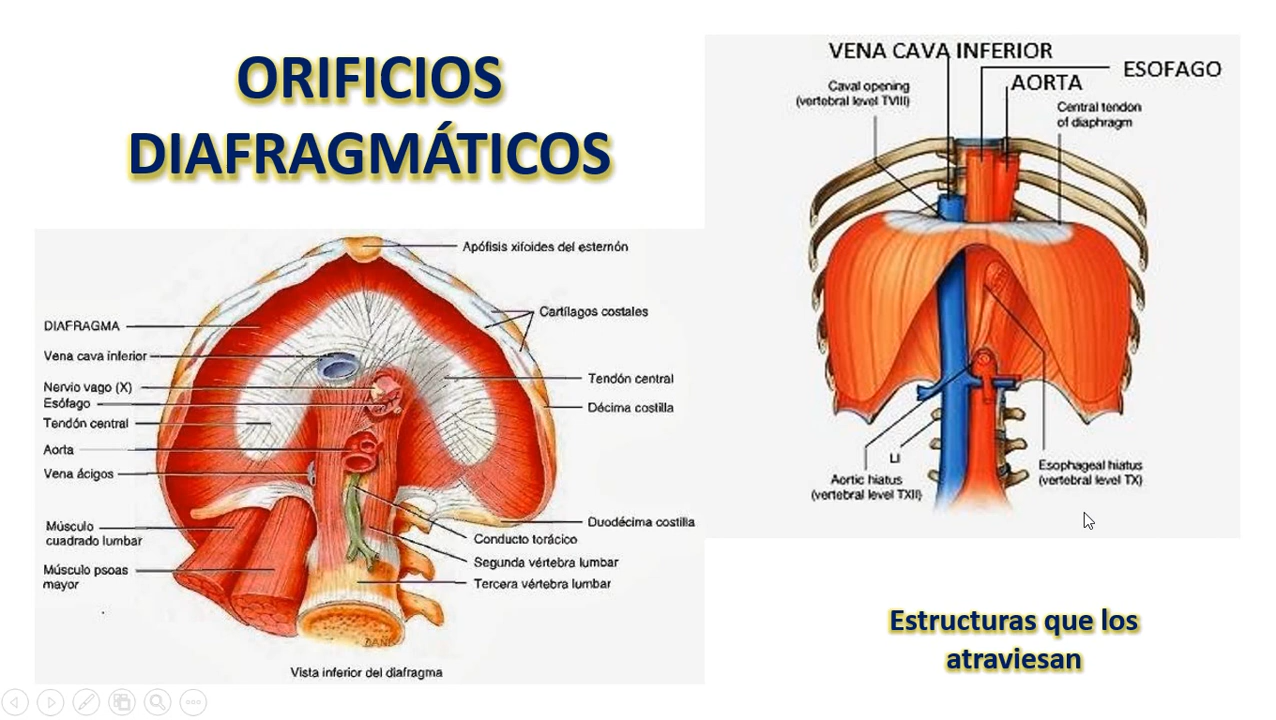 ORIFICIOS
DIAFRAGMÁTICOS
Apófisis xifoides del esternón
Cartílagos costales
DIAFRAGMA
Vena cava inferior
Nervio vago (X)
Esófago
Tendón central
Aorta
Vena ácigos
Músculo
cuadrado lumbar
Músculo psoas
mayor
Tendón central
Décima costilla
Duodécima costilla
Conducto torácico
Segunda vértebra lumbar
Tercera vértebra lumbar
Vista inferior del diafragma
VENA CAVA INFERIOR
ESOFAGO
AORTA
Caval opening
(vertebral level TVIII)
Central tendon
of diaphragm
LI
Aortic hiatus
(vertebral level TXII)
Esophageal hiatus
(vertebral level TX)
Estructuras que los
atraviesan